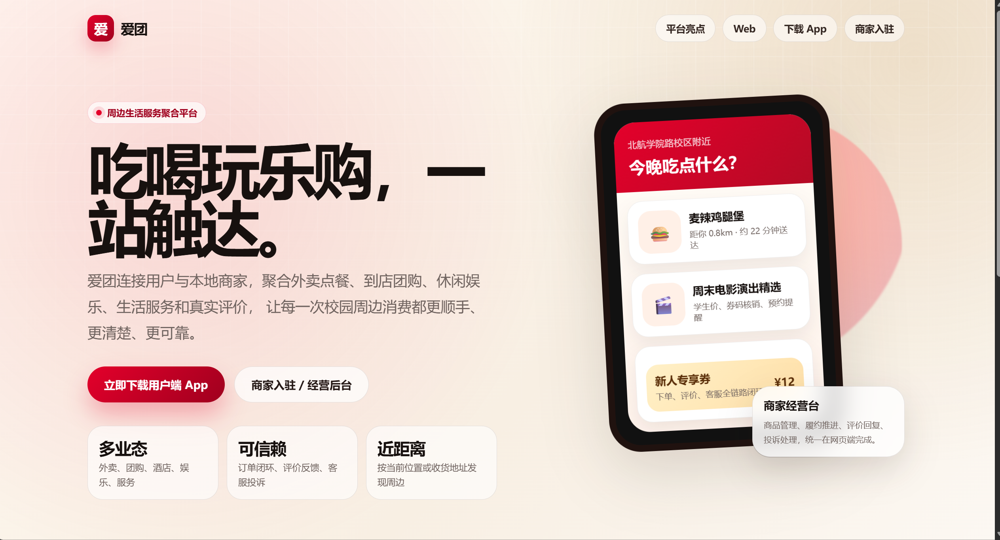 爱 爱团
平台亮点
Web
下载 App
商家入驻
周边生活服务聚合平台
吃喝玩乐购，一
站触达。
爱团连接用户与本地商家，聚合外卖点餐、到店团购、休闲娱
乐、生活服务和真实评价， 让每一次校园周边消费都更顺手、
更清楚、更可靠。
立即下载用户端 App
商家入驻 / 经营后台
多业态
外卖、团购、酒店、娱
乐、服务
可信赖
订单闭环、评价反馈、客
服投诉
近距离
按当前位置或收货地址发
现周边
北航学院路校区附近
今晚吃点什么?
麦辣鸡腿堡
距你 0.8km · 约 22 分钟送
达
周末电影演出精选
学生价、券码核销、预约提
醒
新人专享券
¥12
下单、评价、客服全链路闭
商家经营台
商品管理、履约推进、评价回复、
投诉处理，统一在网页端完成。